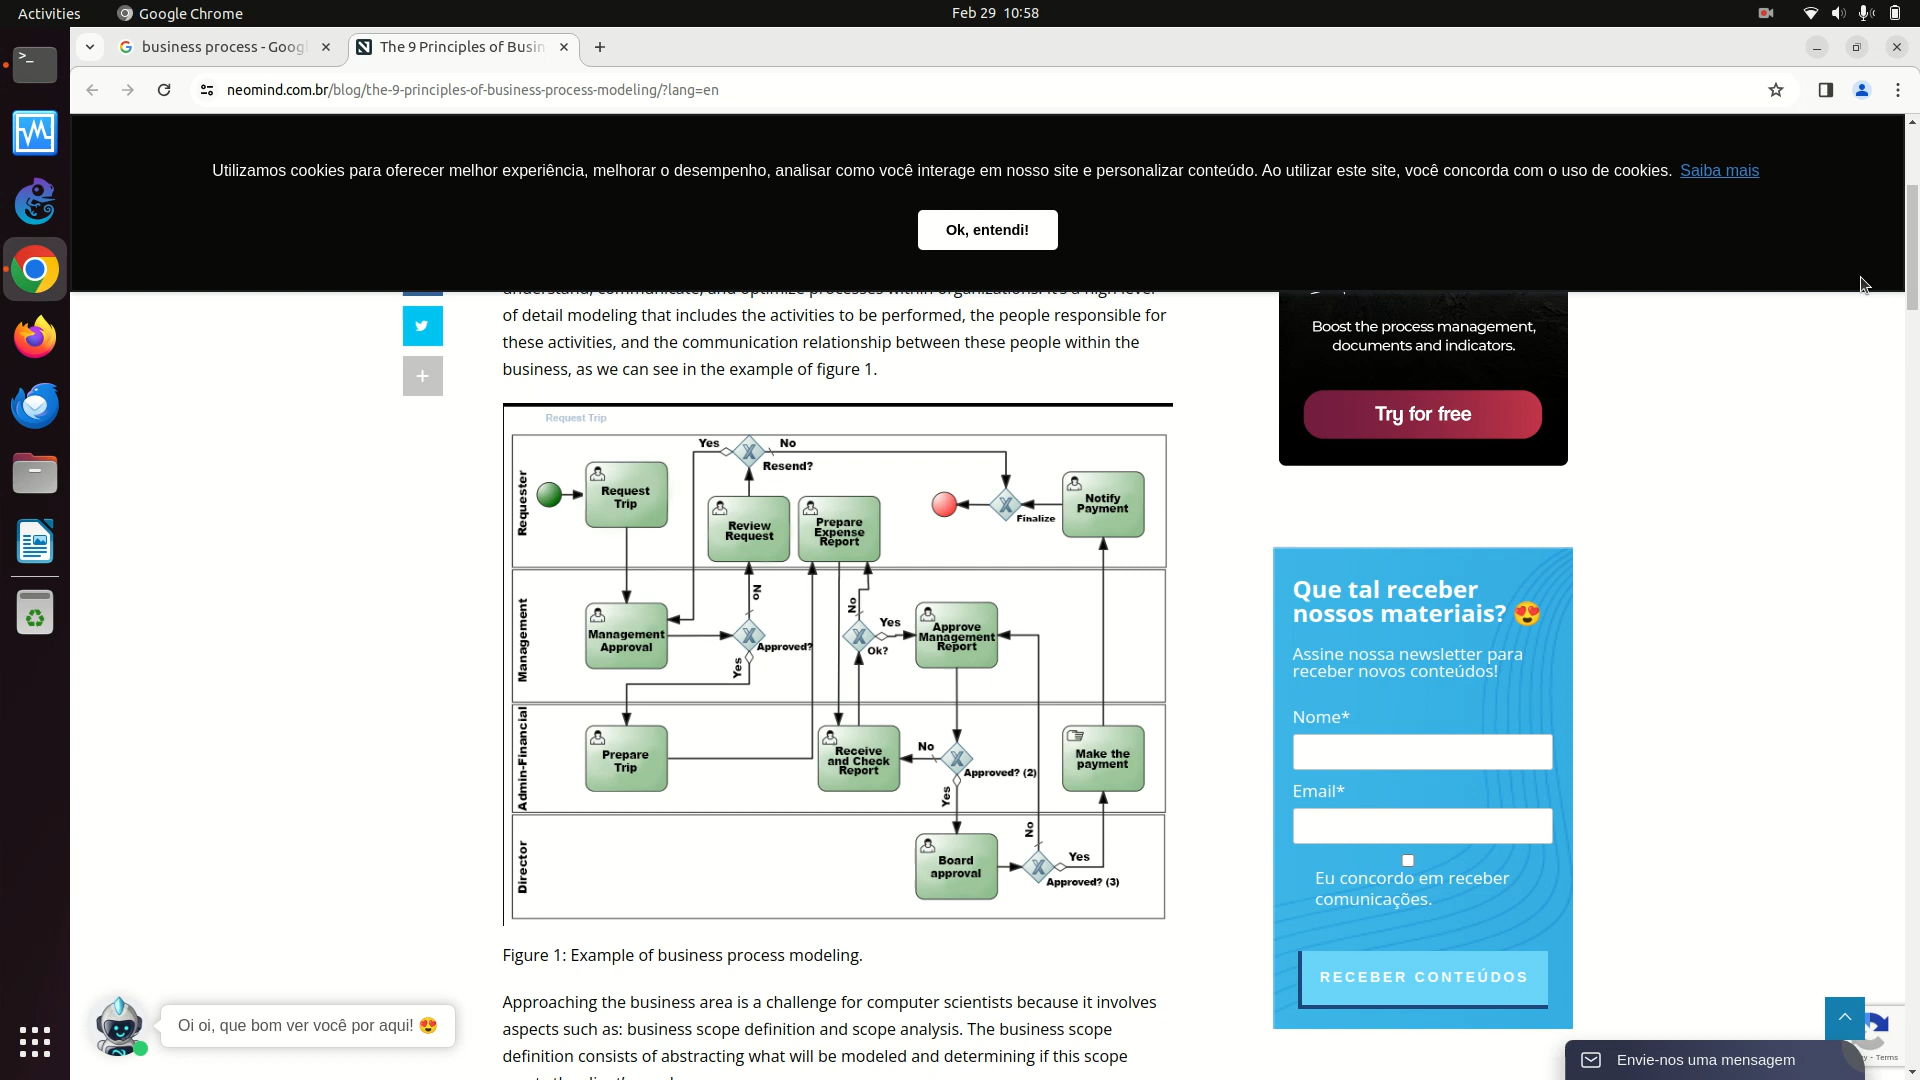 Activities
Google Chrome
Feb 29 10:58
business process - Goog
The 9 Principles of Busin
neomind.com.br/blog/the-9-principles-of-business-process-modeling/?lang=en
Utilizamos cookies para oferecer melhor experiência, melhorar o desempenho, analisar como você interage em nosso site e personalizar conteúdo. Ao utilizar este site, você concorda com o uso de cookies. Saiba mais
Ok, entendi!
understand, communicate, and optimize processes within organizations. It's a high level
of detail modeling that includes the activities to be performed, the people responsible for
these activities, and the communication relationship between these people within the
business, as we can see in the example of figure 1.
Request Trip
Requester
Request
Trip
Yes
No
Resend?
Review
Request
Prepare
Expense
Report
Finalize
Notify
Payment
Management
Management
Approval
No
Approved?
Yes
No
Ok?
Yes
Approve
Management
Report
Admin-Financial
Prepare
Trip
Receive
and Check
Report
No
Approved? (2)
Yes
Make the
payment
Director
Board
approval
No
Yes
Approved? (3)
Figure 1: Example of business process modeling.
Approaching the business area is a challenge for computer scientists because it involves
aspects such as: business scope definition and scope analysis. The business scope
definition consists of abstracting what will be modeled and determining if this scope
Boost the process management,
documents and indicators.
Try for free
Que tal receber
nossos materiais? 😍
Assine nossa newsletter para
receber novos conteúdos!
Nome*
Email*
Eu concordo em receber
comunicações.
RECEBER CONTEÚDOS
Oi oi, que bom ver você por aqui! 😍
Envie-nos uma mensagem
- Terms